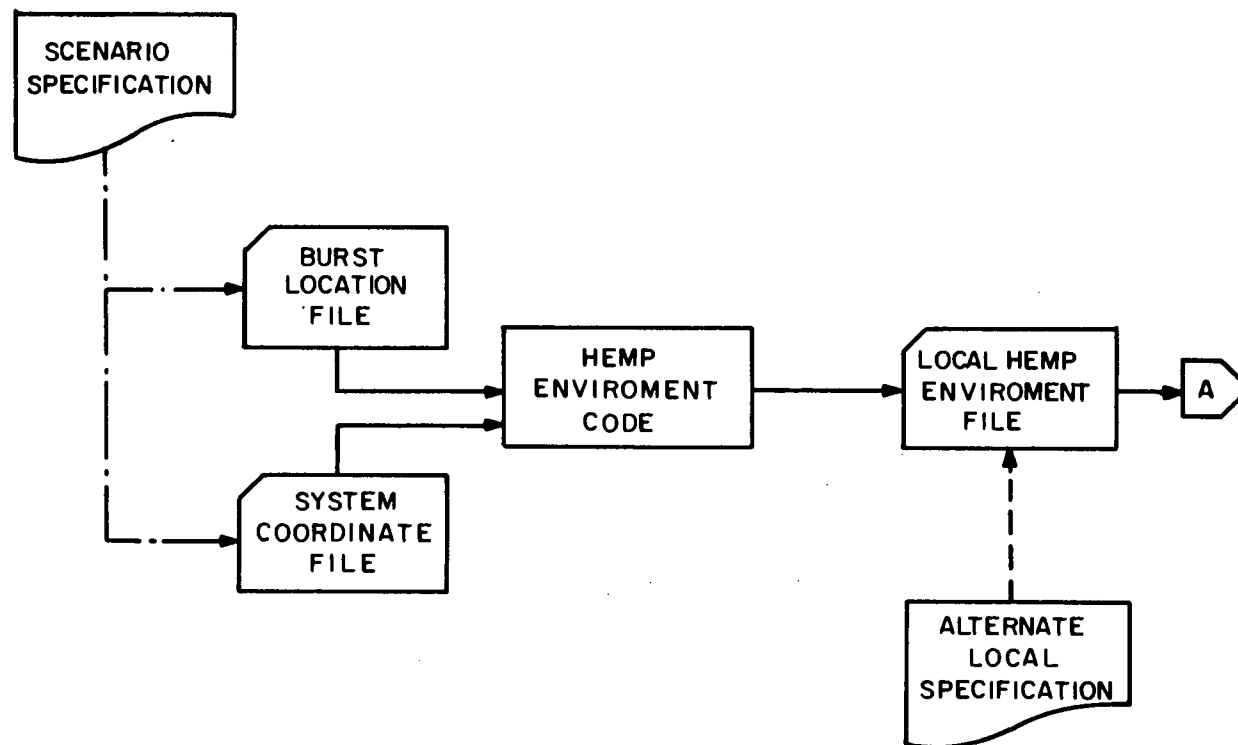 SCENARIO
SPECIFICATION
BURST
LOCATION
FILE
SYSTEM
COORDINATE
FILE
HEMP
ENVIROMENT
CODE
LOCAL HEMP
ENVIROMENT
FILE
A
ALTERNATE
LOCAL
SPECIFICATION